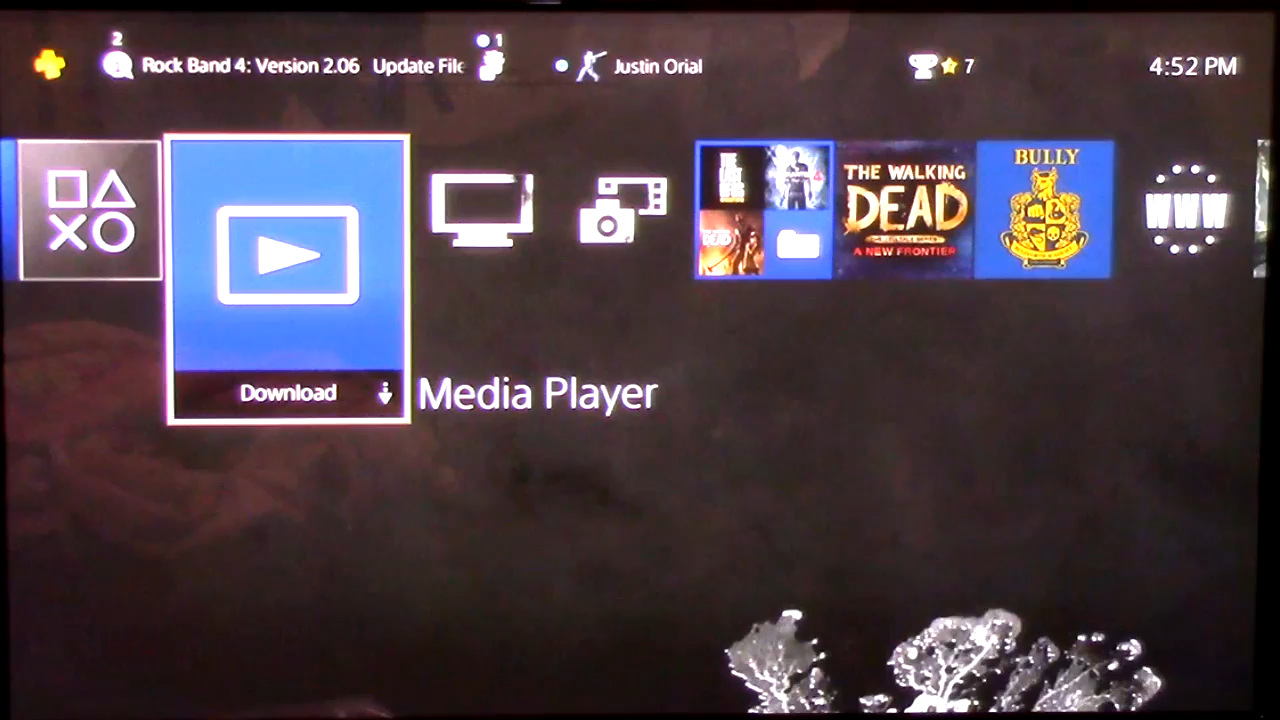 2
Rock Band 4: Version 2.06 Update File
1
Justin Orial
7
4:52 PM
THE WALKING
DEAD
A NEW FRONTIER
BULLY
WWW
Download
Media Player